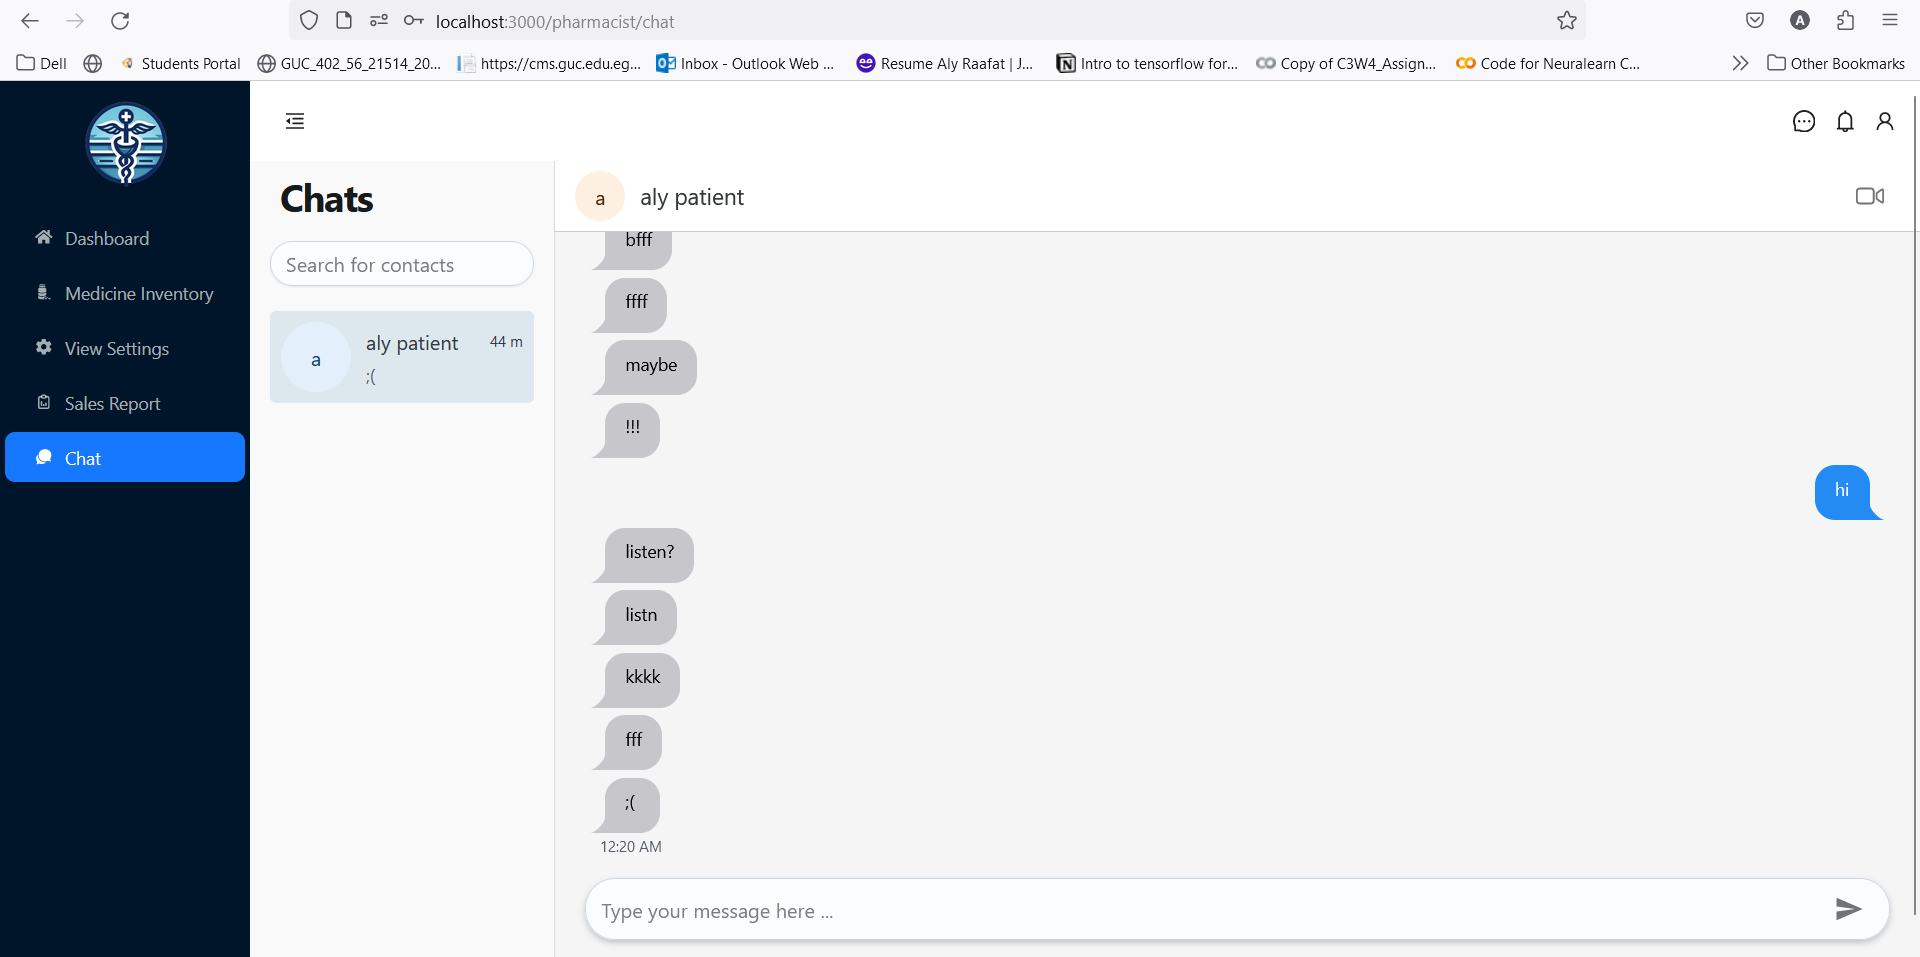 localhost:3000/pharmacist/chat
A
Dell
Students Portal
GUC_402_56_21514_20...
https://cms.guc.edu.eg...
Inbox - Outlook Web ...
Resume Aly Raafat | J...
Intro to tensorflow for...
Copy of C3W4_Assign...
Code for Neuralearn C...
Other Bookmarks
Dashboard
Medicine Inventory
View Settings
Sales Report
Chat
Chats
Search for contacts
a
aly patient
44 m
;(
a
aly patient
bfff
ffff
maybe
!!!
hi
listen?
listn
kkkk
fff
;(
12:20 AM
Type your message here ...